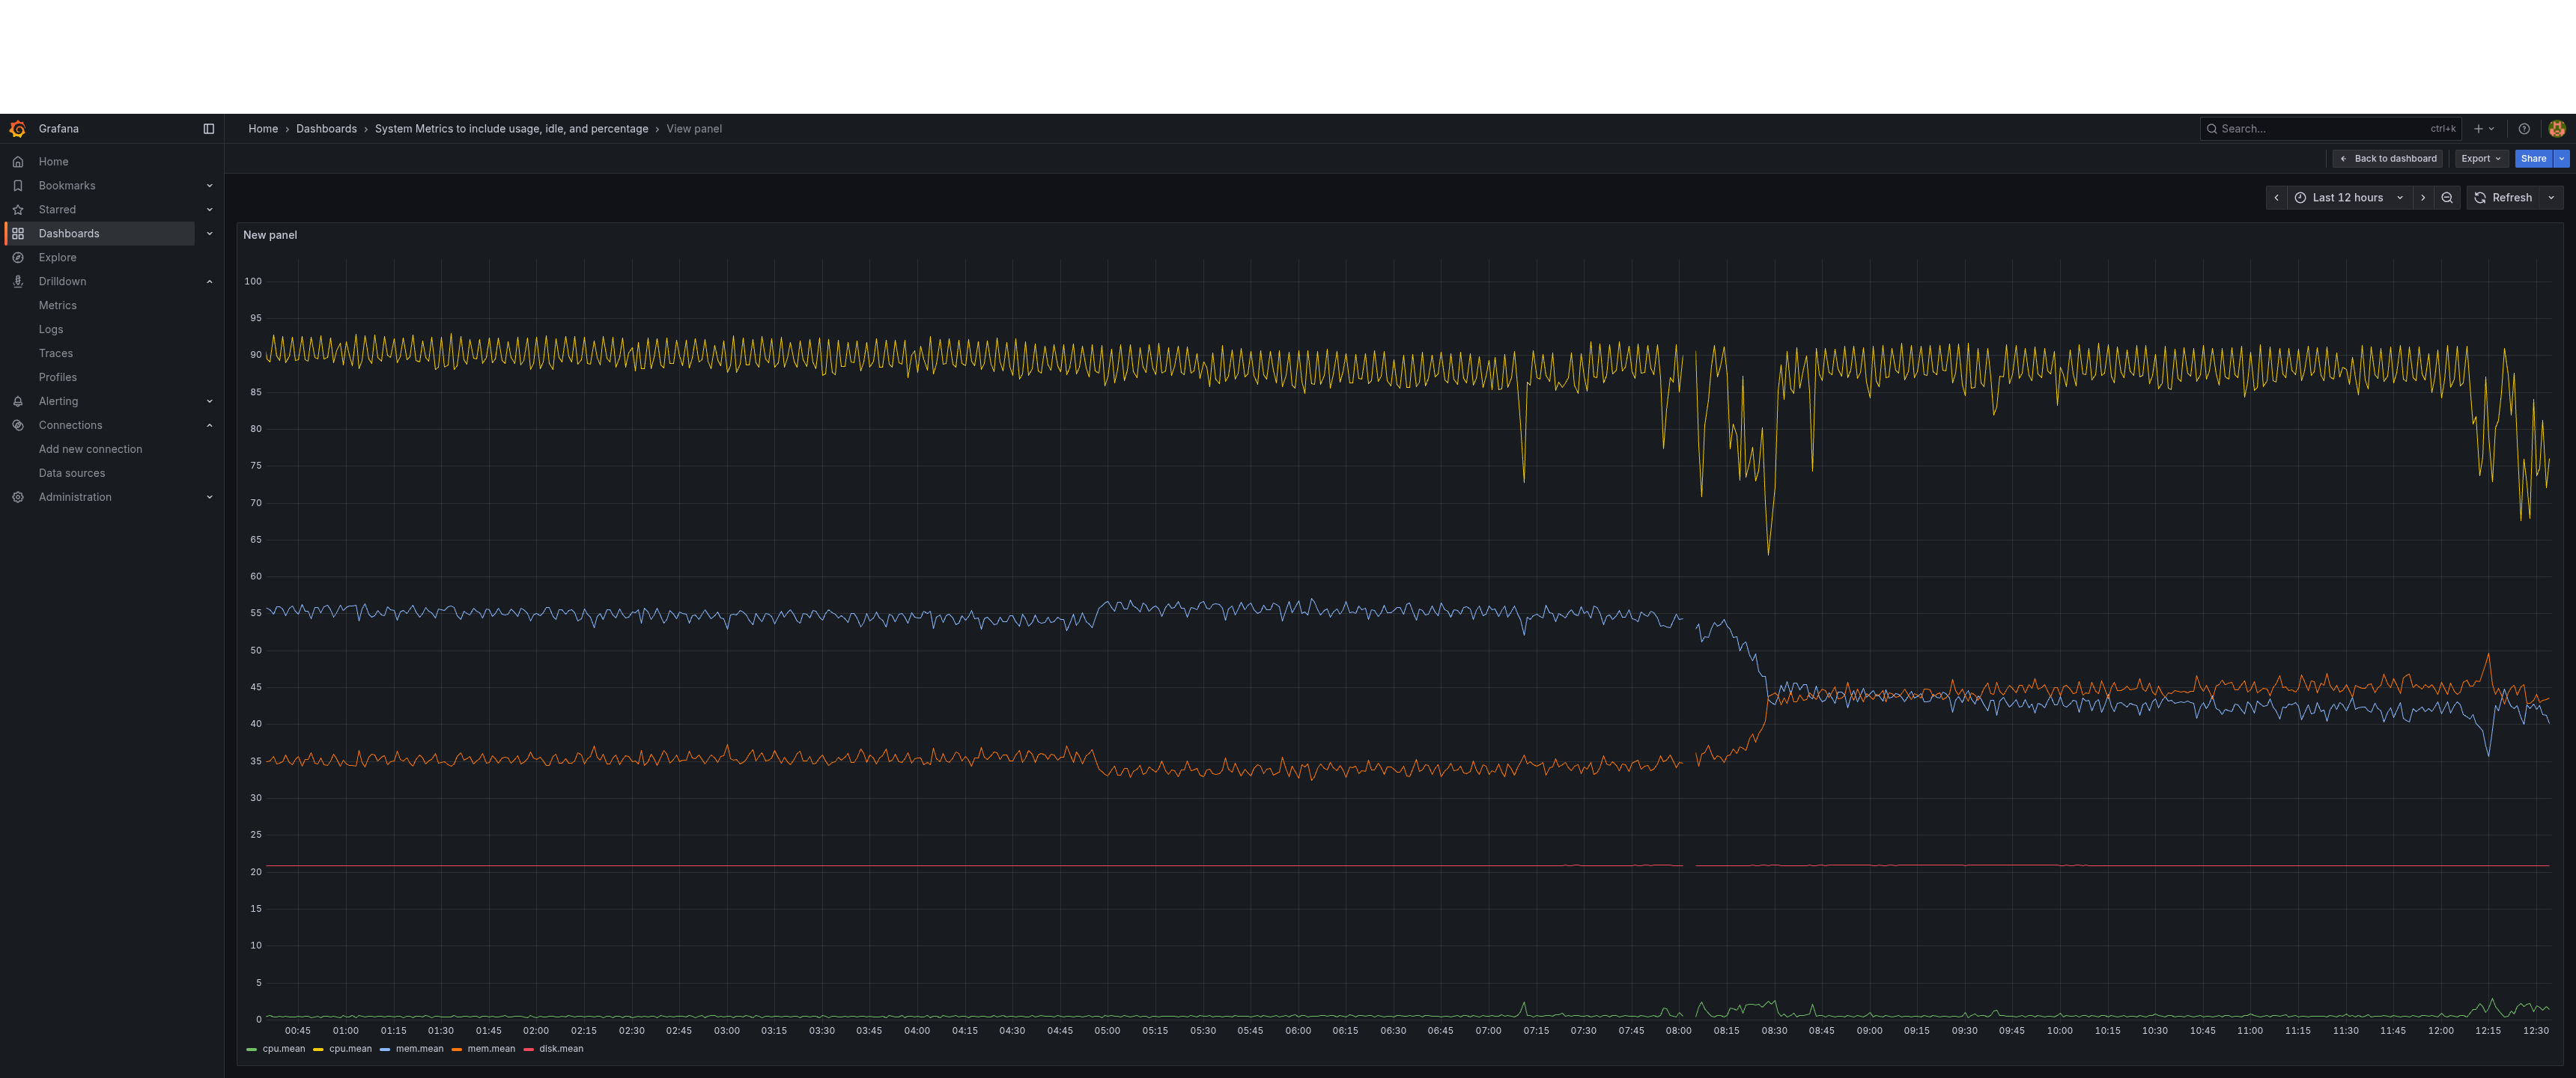 Grafana
Home › Dashboards › System Metrics to include usage, idle, and percentage › View panel
Search... ctrl+k
Home
Bookmarks
Starred
Dashboards
Explore
Drilldown
Metrics
Logs
Traces
Profiles
Alerting
Connections
Add new connection
Data sources
Administration
Back to dashboard Export Share
Last 12 hours Refresh
New panel
100
95
90
85
80
75
70
65
60
55
50
45
40
35
30
25
20
15
10
5
0
00:45 01:00 01:15 01:30 01:45 02:00 02:15 02:30 02:45 03:00 03:15 03:30 03:45 04:00 04:15 04:30 04:45 05:00 05:15 05:30 05:45 06:00 06:15 06:30 06:45 07:00 07:15 07:30 07:45 08:00 08:15 08:30 08:45 09:00 09:15 09:30 09:45 10:00 10:15 10:30 10:45 11:00 11:15 11:30 11:45 12:00 12:15 12:30
cpu.mean cpu.mean mem.mean mem.mean disk.mean